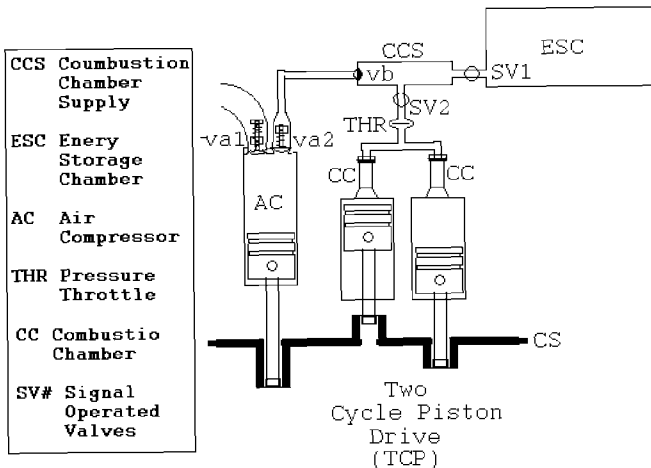 CCS Coumbustion
Chamber
Supply
ESC Enery
Storage
Chamber
AC Air
Compressor
THR Pressure
Throttle
CC Combustio
Chamber
SV# Signal
Operated
Valves
CCS
ESC
vb
SV1
SV2
THR
va1
va2
CC
CC
AC
CS
Two
Cycle Piston
Drive
(TCP)